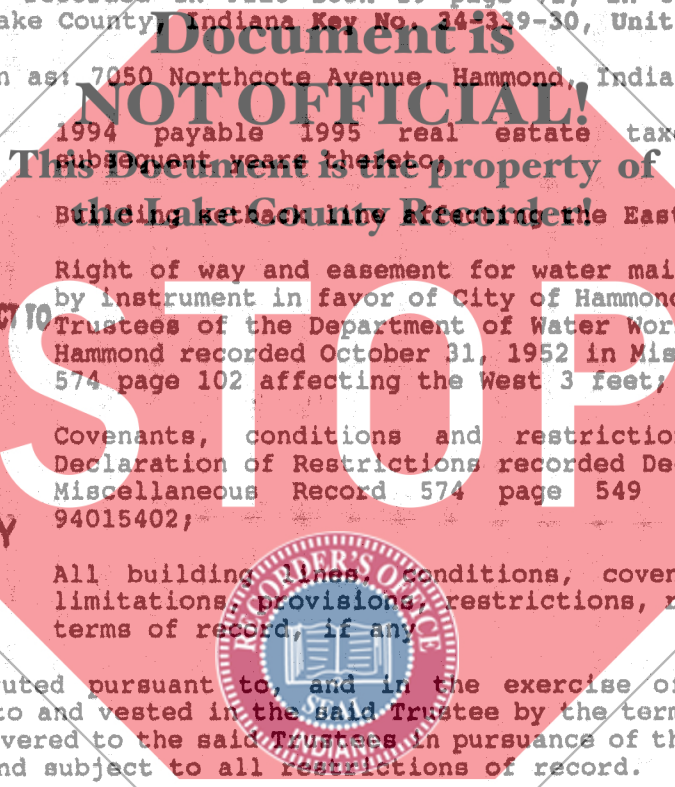 ake County, Indiana Key No. 34-339-30, Unit
Document is
n as: 7050 Northcote Avenue, Hammond, India
NOT OFFICIAL!
1994 payable 1995 real estate taxe
subsequent years thereto;
This Document is the property of
the Lake County Recorder!
Building setback line affecting the East
Right of way and easement for water mai
by instrument in favor of City of Hammond
CT TO
Trustees of the Department of Water Wor
Hammond recorded October 31, 1952 in Mis
574 page 102 affecting the West 3 feet;
STOP
Covenants, conditions and restrictio
Declaration of Restrictions recorded De
Miscellaneous Record 574 page 549
94015402;
Y
All building lines, conditions, coven
limitations, provisions, restrictions, r
terms of record, if any
RECORDER'S OFFICE
SEAL
uted pursuant to, and in the exercise of
to and vested in the said Trustee by the term
vered to the said Trustees in pursuance of th
nd subject to all restrictions of record.